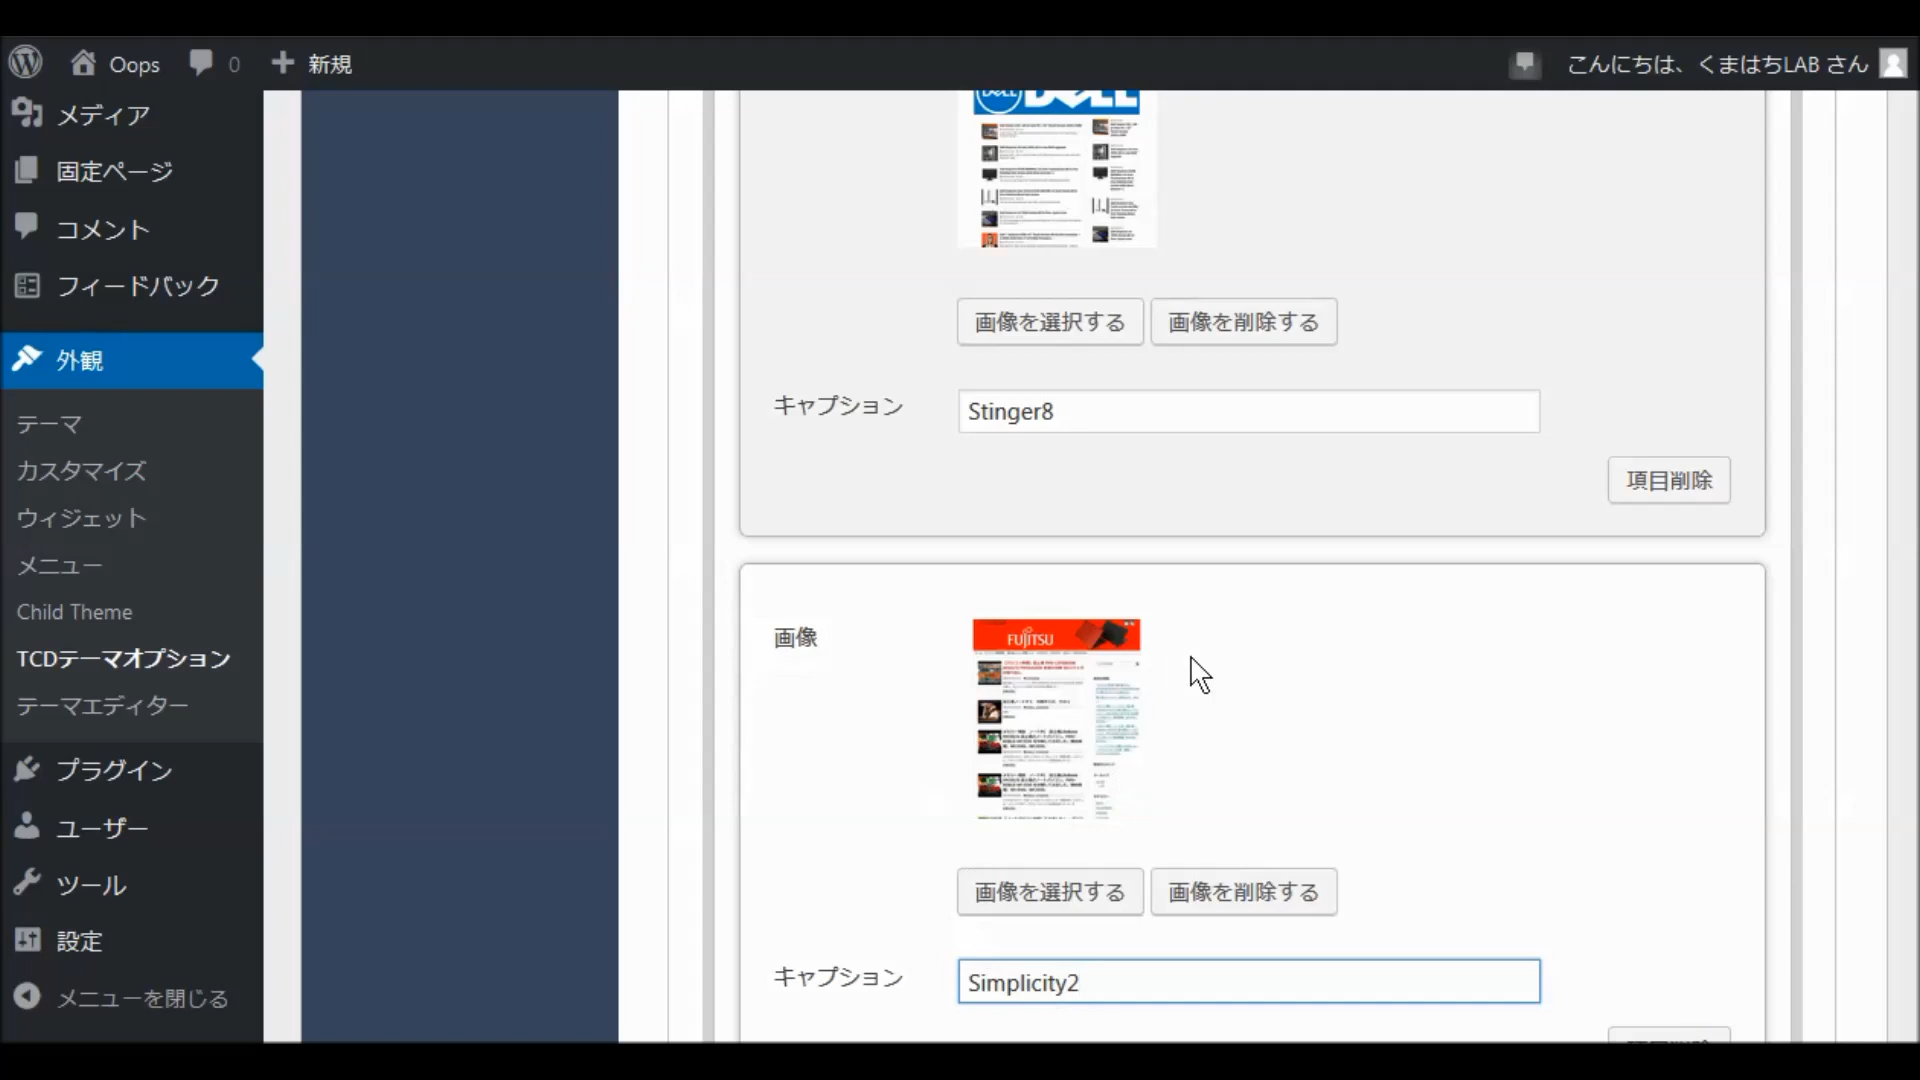 Oops
0
新規
こんにちは、くまはちLAB さん
メディア
固定ページ
コメント
フィードバック
外観
テーマ
カスタマイズ
ウィジェット
メニュー
Child Theme
TCDテーマオプション
テーマエディター
プラグイン
ユーザー
ツール
設定
メニューを閉じる
DELL
画像を選択する
画像を削除する
キャプション
Stinger8
項目削除
画像
FUJITSU
画像を選択する
画像を削除する
キャプション
Simplicity2